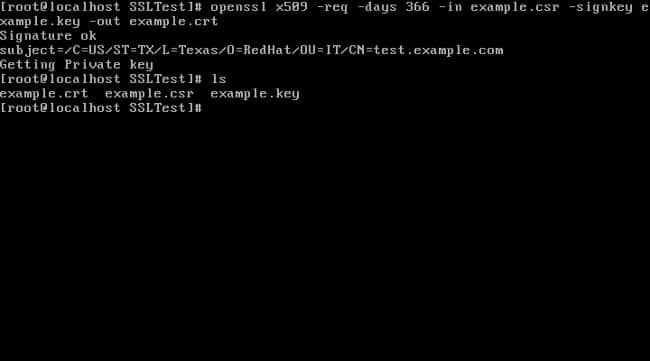 [root@localhost SSLTest]# openssl x509 -req -days 366 -in example.csr -signkey e
xample.key -out example.crt
Signature ok
subject=/C=US/ST=TX/L=Texas/O=RedHat/OU=IT/CN=test.example.com
Getting Private key
[root@localhost SSLTest]# ls
example.crt  example.csr  example.key
[root@localhost SSLTest]#